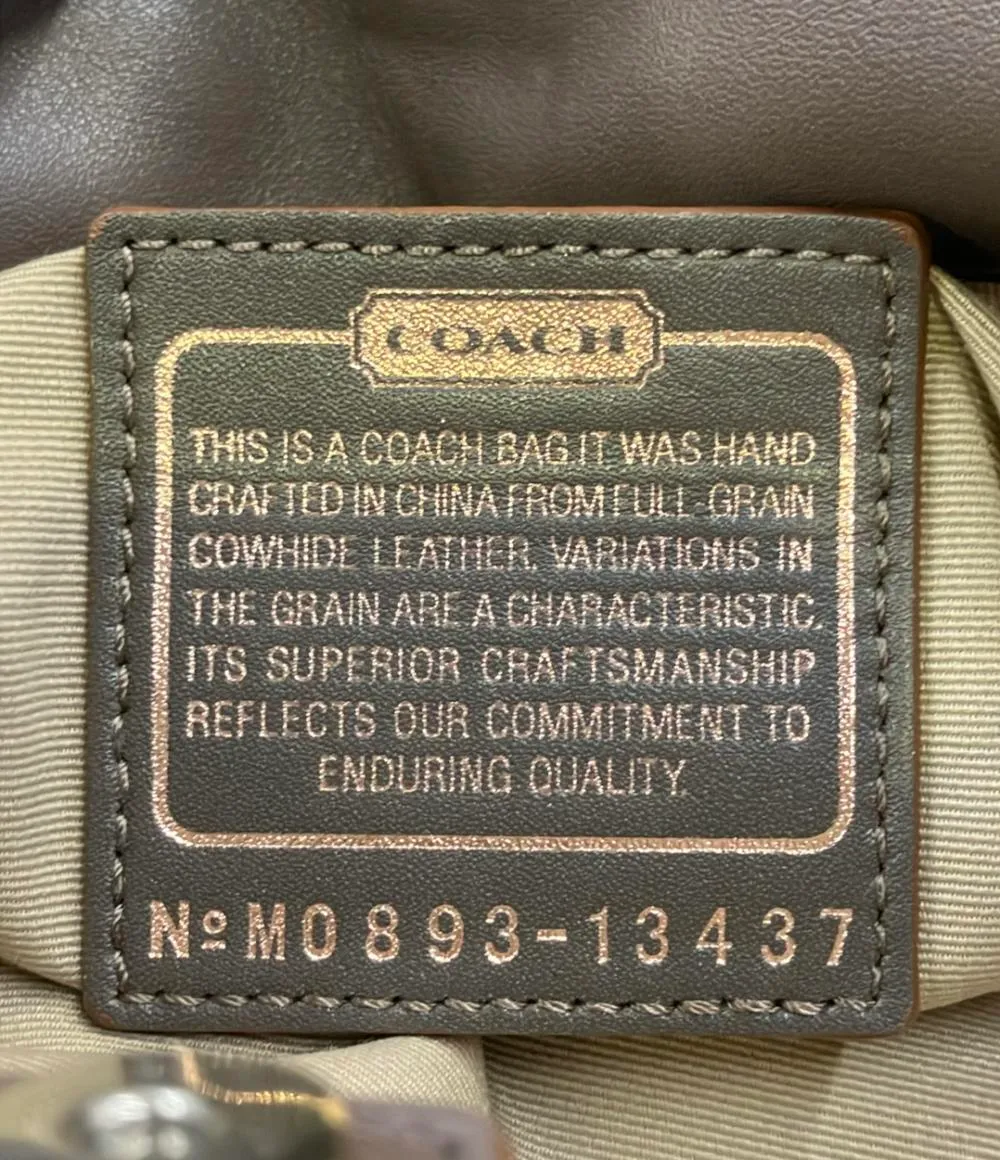 COACH
THIS IS A COACH BAG.IT WAS HAND
CRAFTED IN CHINA FROM FULL-GRAIN
COWHIDE LEATHER. VARIATIONS IN
THE GRAIN ARE A CHARACTERISTIC,
ITS SUPERIOR CRAFTSMANSHIP
REFLECTS OUR COMMITMENT TO
ENDURING QUALITY.
Nº M0893-13437